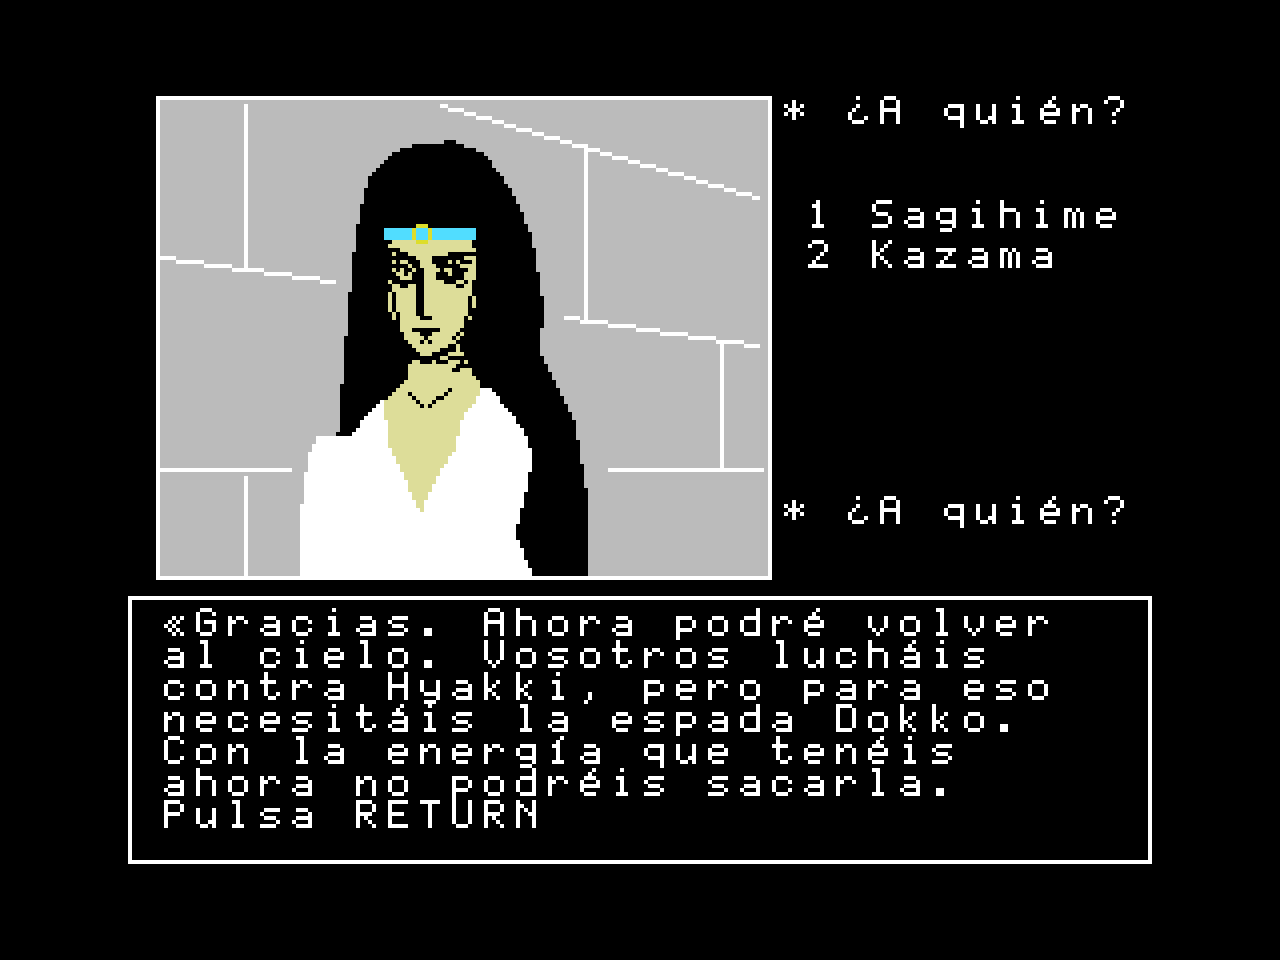 * ¿A quién?
1 Sagihime
2 Kazama
* ¿A quién?
«Gracias. Ahora podré volver
al cielo. Vosotros lucháis
contra Hyakki, pero para eso
necesitáis la espada Dokko.
Con la energía que tenéis
ahora no podréis sacarla.
Pulsa RETURN